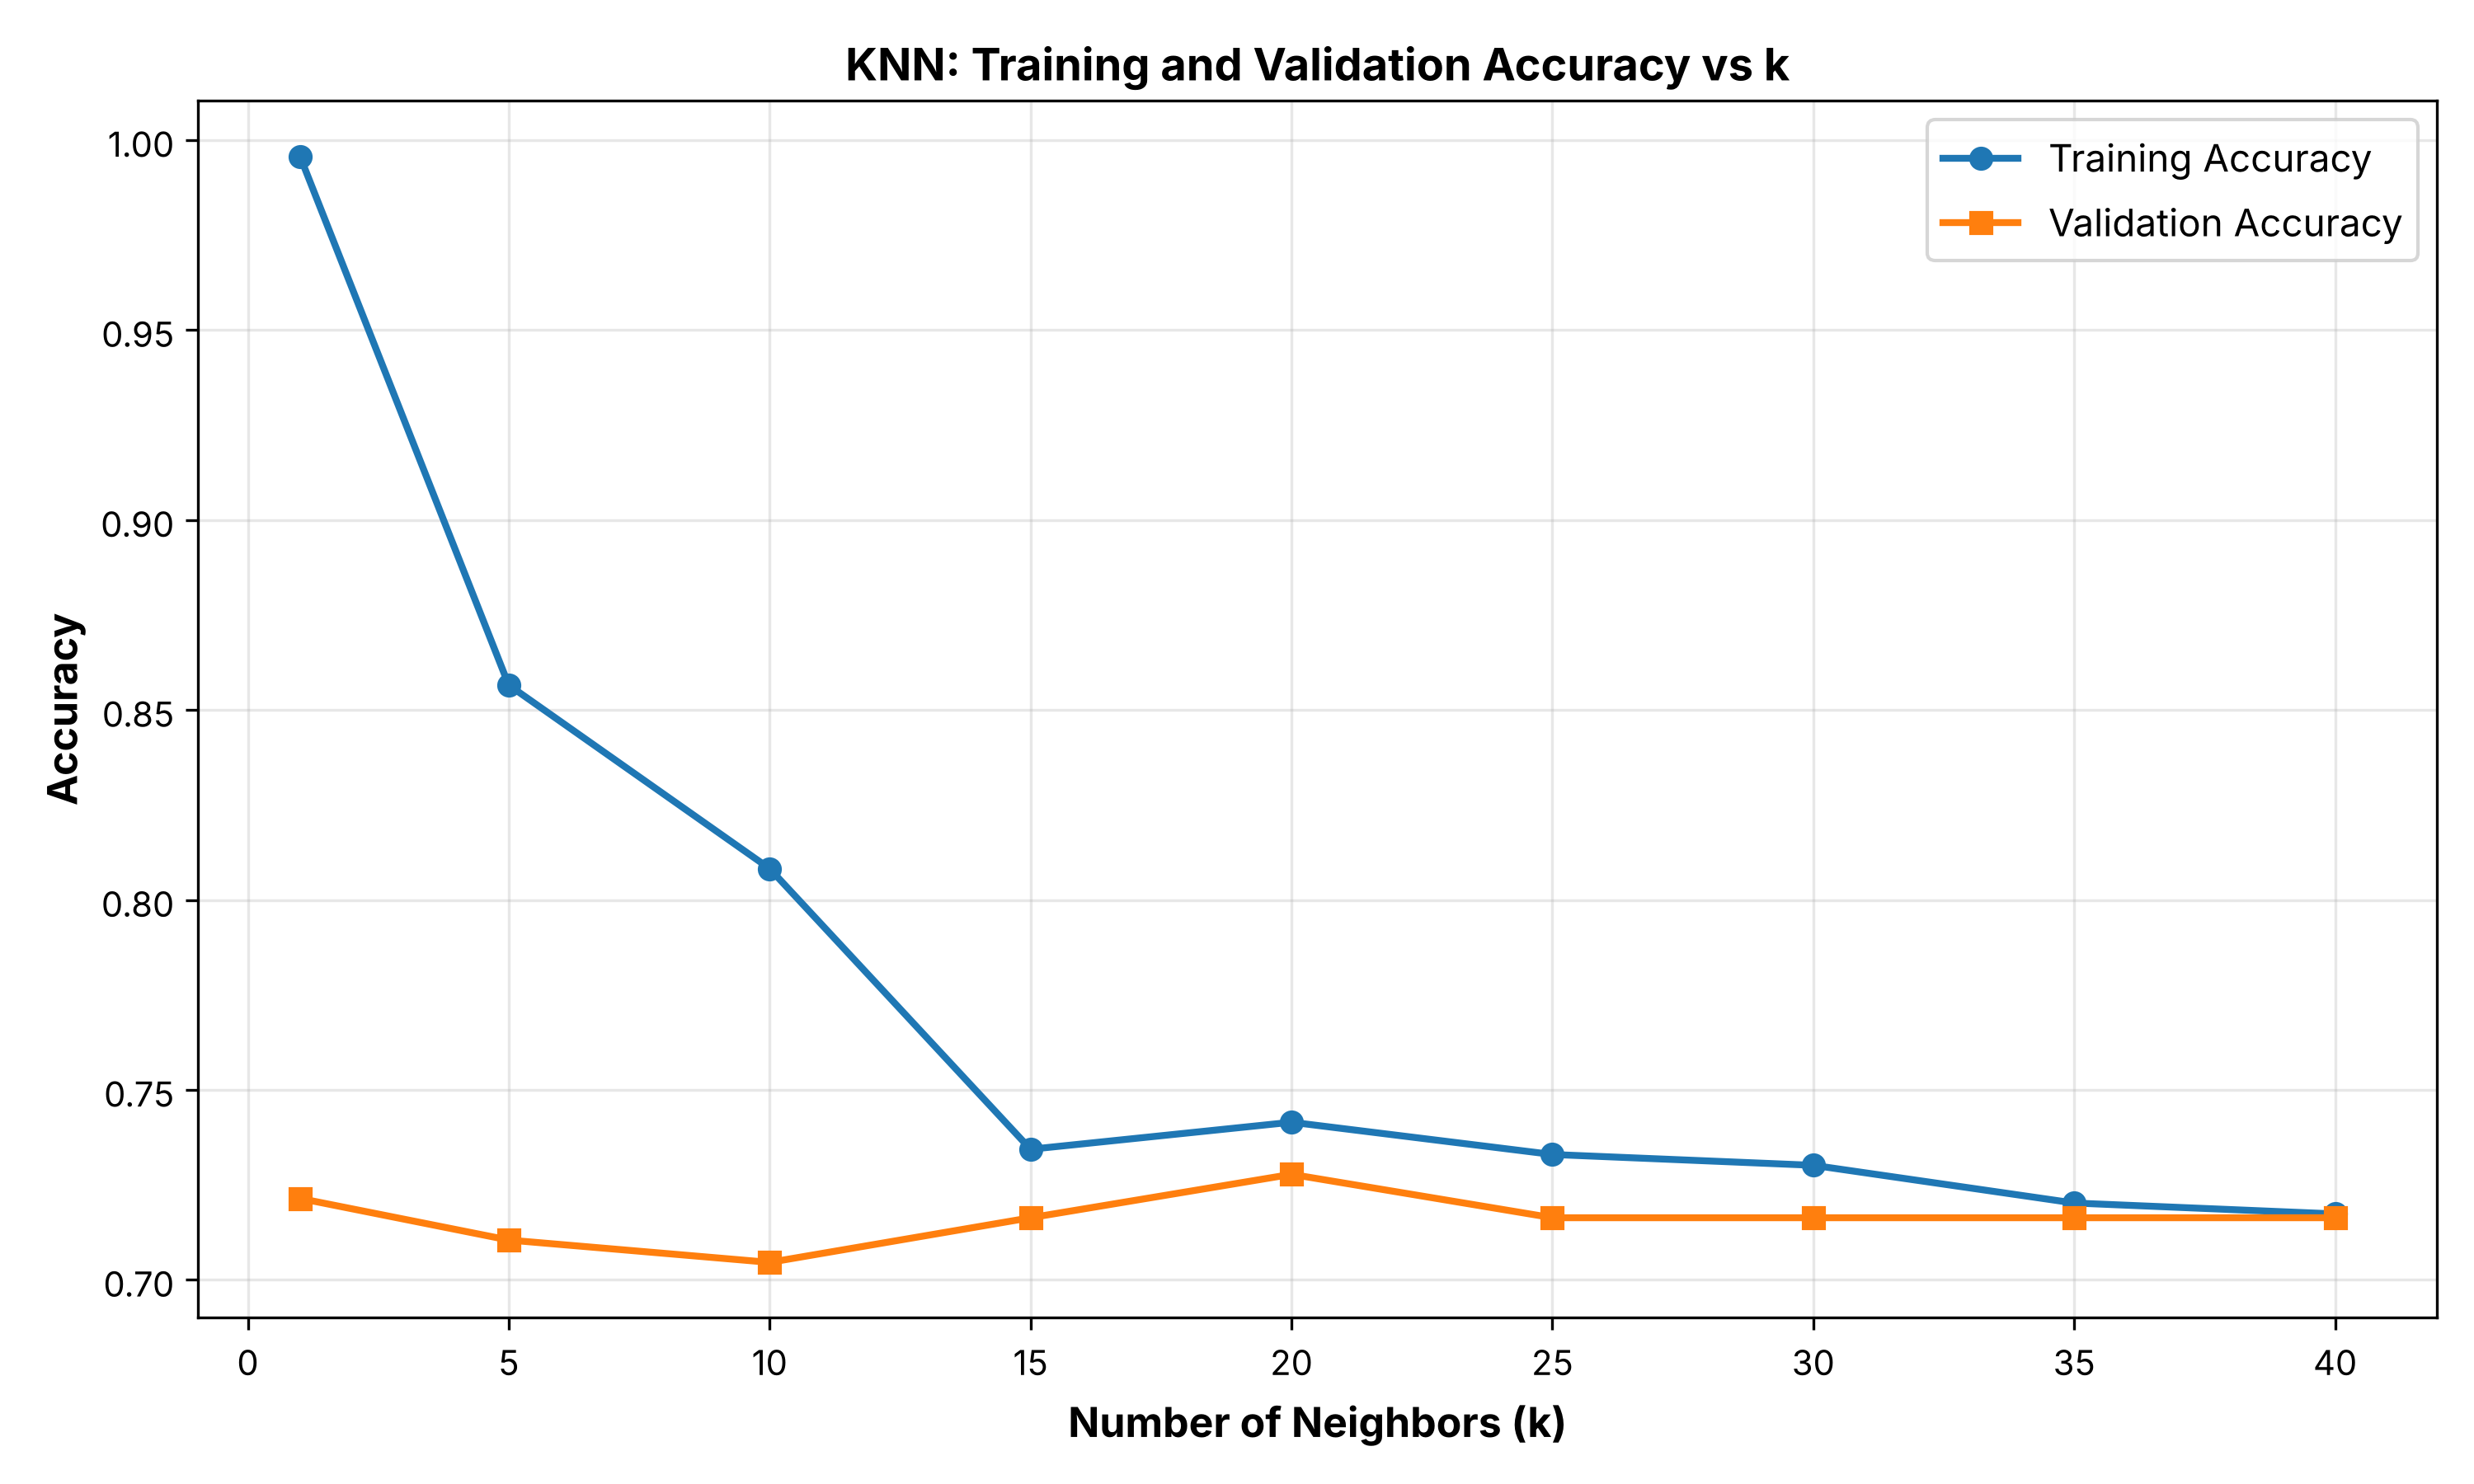 KNN: Training and Validation Accuracy vs k
Training Accuracy
Validation Accuracy
1.00
0.95
0.90
0.85
0.80
0.75
0.70
Accuracy
0 5 10 15 20 25 30 35 40
Number of Neighbors (k)